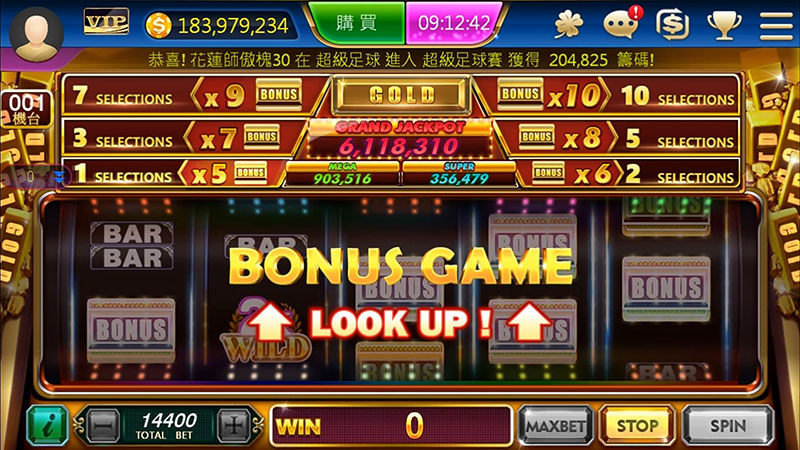 VIP 183,979,234 購買 09:12:42
恭喜! 花蓮師傲槐30 在 超級足球 進入 超級足球賽 獲得 204,825 籌碼!
7 SELECTIONS x9 BONUS GOLD BONUS x10 10 SELECTIONS
001
機台
3 SELECTIONS x7 BONUS GRAND JACKPOT BONUS x8 5 SELECTIONS
6,118,310
MEGA SUPER
1 SELECTIONS x5 BONUS 903,516 356,479 BONUS x6 2 SELECTIONS
0
GOLD
BAR
BAR BAR
BONUS GAME
BONUS BONUS
LOOK UP !
BONUS BONUS
WILD
BAR BAR
i 14400 WIN 0 MAXBET STOP SPIN
TOTAL BET